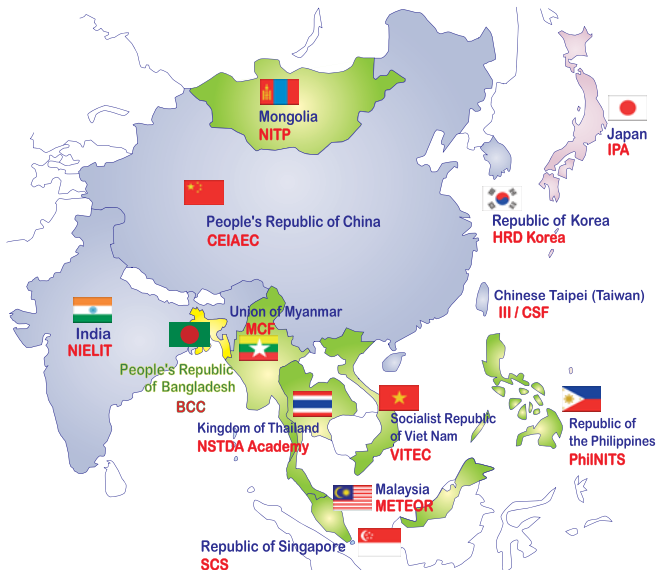 Mongolia
NITP
Japan
IPA
People's Republic of China
CEIAEC
Republic of Korea
HRD Korea
Chinese Taipei (Taiwan)
III / CSF
India
NIELIT
Union of Myanmar
MCF
People's Republic
of Bangladesh
BCC
Kingdom of Thailand
NSTDA Academy
Socialist Republic
of Viet Nam
VITEC
Republic of
the Philippines
PhilNITS
Malaysia
METEOR
Republic of Singapore
SCS